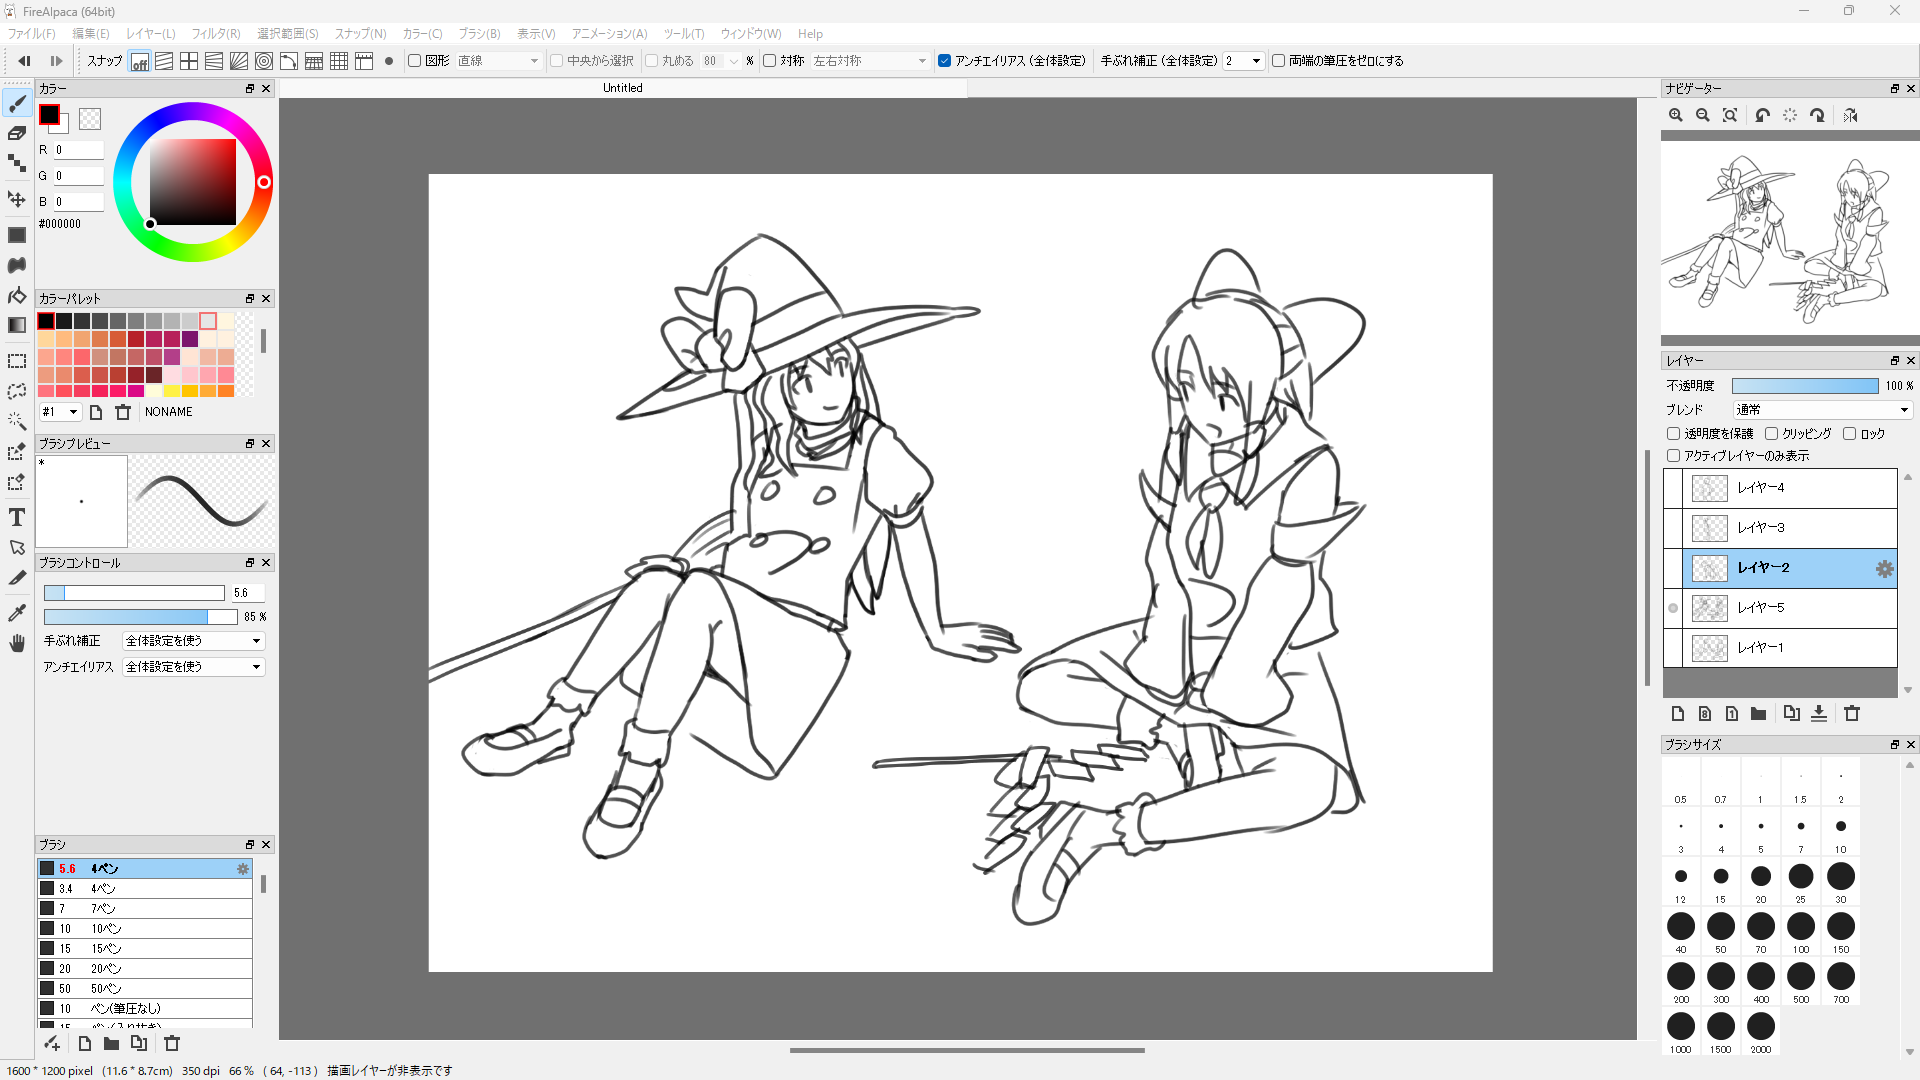 FireAlpaca (64bit)
ファイル(F) 編集(E) レイヤー(L) フィルタ(R) 選択範囲(S) スナップ(N) カラー(C) ブラシ(B) 表示(V) アニメーション(A) ツール(T) ウィンドウ(W) Help
スナップ off 図形 直線 中央から選択 丸める 80 % 対称 左右対称 アンチエイリアス (全体設定) 手ぶれ補正 (全体設定) 2 両端の筆圧をゼロにする
カラー
Untitled
ナビゲーター
R 0
G 0
B 0
#000000
カラーパレット
#1 NONAME
ブラシプレビュー
*
ブラシコントロール
5.6
85 %
手ぶれ補正 全体設定を使う
アンチエイリアス 全体設定を使う
ブラシ
5.6 4ペン
3.4 4ペン
7 7ペン
10 10ペン
15 15ペン
20 20ペン
50 50ペン
10 ペン(筆圧なし)
15 ペン(入り抜き)
レイヤー
不透明度 100 %
ブレンド 通常
透明度を保護 クリッピング ロック
アクティブレイヤーのみ表示
レイヤー4
レイヤー3
レイヤー2
レイヤー5
レイヤー1
ブラシサイズ
0.5 0.7 1 1.5 2
3 4 5 7 10
12 15 20 25 30
40 50 70 100 150
200 300 400 500 700
1000 1500 2000
1600 * 1200 pixel (11.6 * 8.7cm) 350 dpi 66 % ( 64, -113 ) 描画レイヤーが非表示です